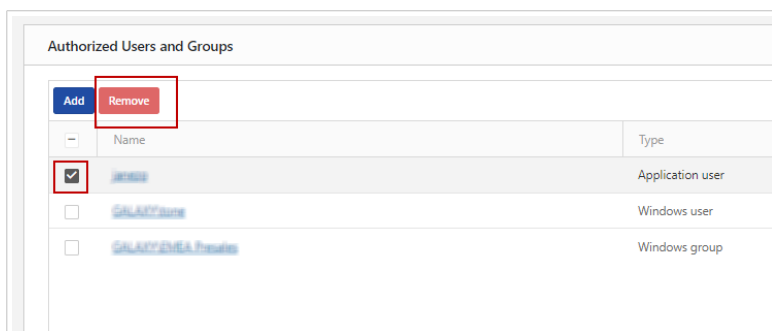 Authorized Users and Groups
Add Remove
Name Type
Application user
Windows user
Windows group